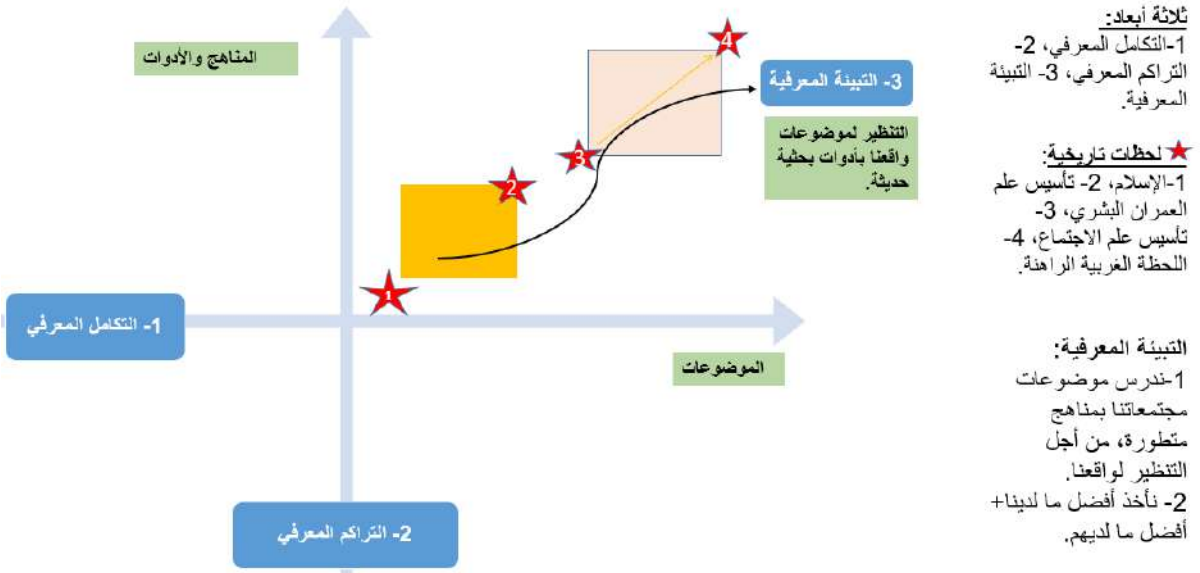 المناهج والأدوات
4
3- التبيئة المعرفية
التنظير لموضوعات
واقعنا بأدوات بحثية
حديثة.
3
2
1
1- التكامل المعرفي
الموضوعات
2- التراكم المعرفي
ثلاثة أبعاد:
1-التكامل المعرفي، 2-
التراكم المعرفي، 3- التبيئة
المعرفية.
لحظات تاريخية:
1-الإسلام، 2- تأسيس علم
العمران البشري، 3-
تأسيس علم الاجتماع، 4-
اللحظة الغربية الراهنة.
التبيئة المعرفية:
1-ندرس موضوعات
مجتمعاتنا بمناهج
متطورة، من أجل
التنظير لواقعنا.
2- نأخذ أفضل ما لدينا+
أفضل ما لديهم.